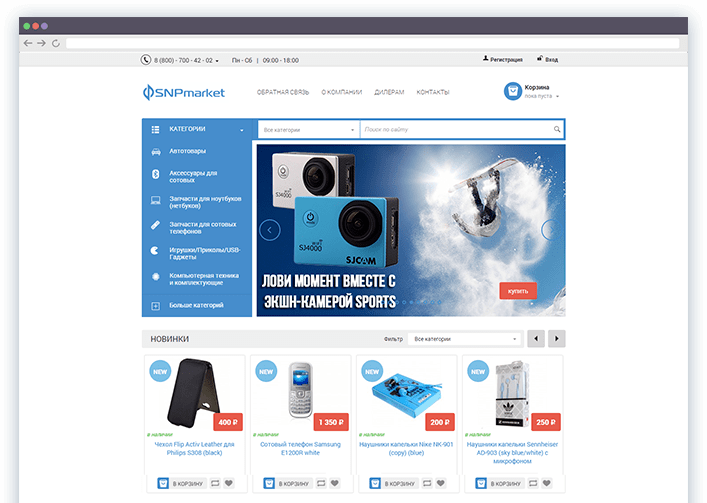 8 (800) - 700 - 42 - 02
Пн - Сб | 09:00 - 18:00
Регистрация
Вход
SNPmarket
ОБРАТНАЯ СВЯЗЬ
О КОМПАНИИ
ДИЛЕРАМ
КОНТАКТЫ
Корзина
пока пуста
КАТЕГОРИИ
Все категории
Поиск по сайту
Автотовары
Аксессуары для
сотовых
Запчасти для ноутбуков
(нетбуков)
Запчасти для сотовых
телефонов
Игрушки/Приколы/USB-
Гаджеты
Компьютерная техника
и комплектующие
Больше категорий
WiFi
SJ4000
WiFi
SJ4000
SJCAM
ЛОВИ МОМЕНТ ВМЕСТЕ С
ЭКШН-КАМЕРОЙ SPORTS
купить
НОВИНКИ
Фильтр
Все категории
NEW
NEW
NEW
NEW
400 ₽
1 350 ₽
200 ₽
250 ₽
в наличии
в наличии
в наличии
в наличии
Чехол Flip Activ Leather для
Philips S308 (black)
Сотовый телефон Samsung
E1200R white
Наушники капельки Nike NK-901
(copy) (blue)
Наушники капельки Sennheiser
AD-903 (sky blue/white) с
микрофоном
В КОРЗИНУ
В КОРЗИНУ
В КОРЗИНУ
В КОРЗИНУ